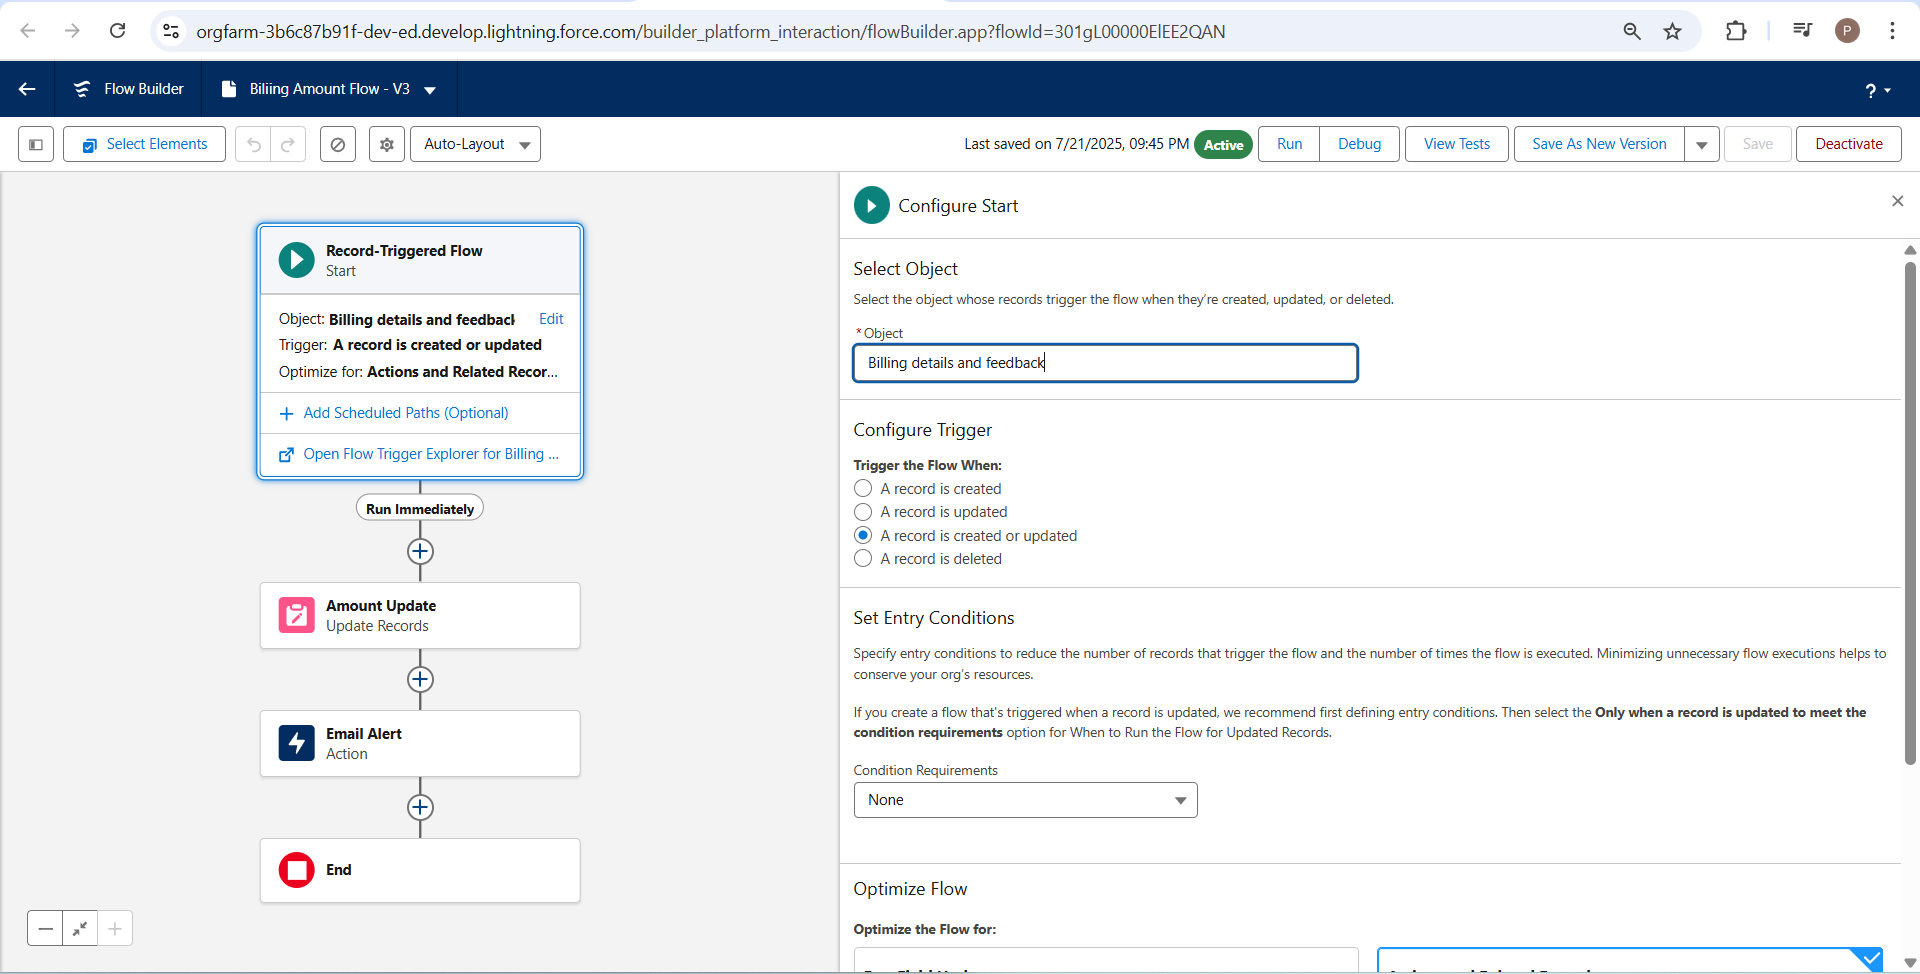 orgfarm-3b6c87b91f-dev-ed.develop.lightning.force.com/builder_platform_interaction/flowBuilder.app?flowId=301gL00000ElEE2QAN
P
Flow Builder
Biliing Amount Flow - V3
?
Select Elements
Auto-Layout
Last saved on 7/21/2025, 09:45 PM
Active
Run
Debug
View Tests
Save As New Version
Save
Deactivate
Record-Triggered Flow
Start
Object: Billing details and feedback
Edit
Trigger: A record is created or updated
Optimize for: Actions and Related Recor...
Add Scheduled Paths (Optional)
Open Flow Trigger Explorer for Billing ...
Run Immediately
Amount Update
Update Records
Email Alert
Action
End
Configure Start
Select Object
Select the object whose records trigger the flow when they're created, updated, or deleted.
* Object
Billing details and feedback
Configure Trigger
Trigger the Flow When:
A record is created
A record is updated
A record is created or updated
A record is deleted
Set Entry Conditions
Specify entry conditions to reduce the number of records that trigger the flow and the number of times the flow is executed. Minimizing unnecessary flow executions helps to
conserve your org's resources.
If you create a flow that's triggered when a record is updated, we recommend first defining entry conditions. Then select the Only when a record is updated to meet the
condition requirements option for When to Run the Flow for Updated Records.
Condition Requirements
None
Optimize Flow
Optimize the Flow for: